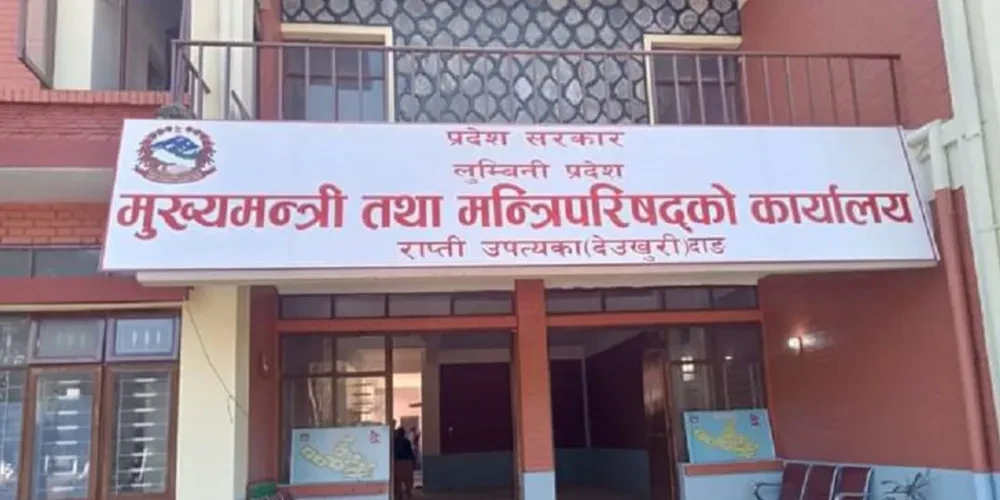 प्रदेश सरकार
लुम्बिनी प्रदेश
मुख्यमन्त्री तथा मन्त्रिपरिषद्को कार्यालय
राप्ती उपत्यका(देउखुरी)दाङ